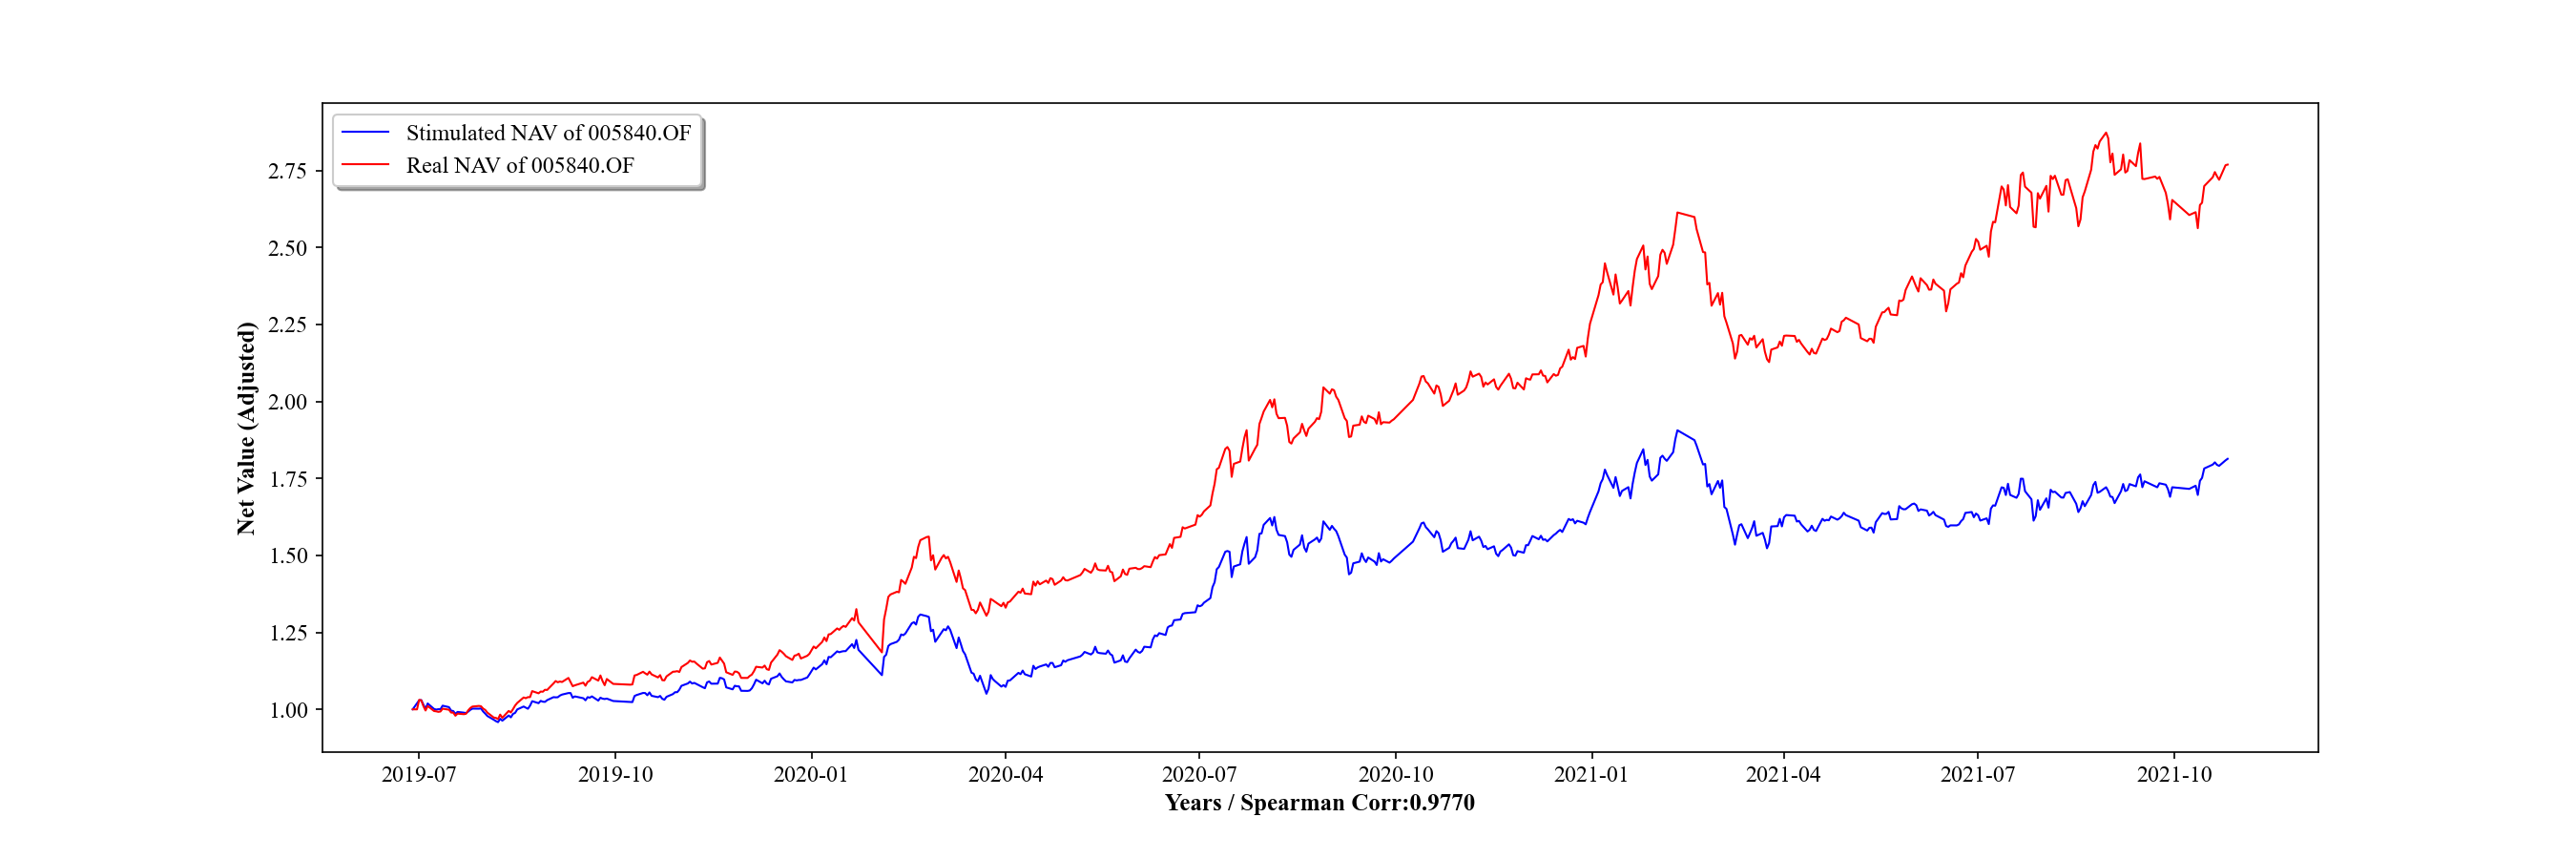 Stimulated NAV of 005840.OF
Real NAV of 005840.OF
2.75
2.50
2.25
2.00
1.75
1.50
1.25
1.00
Net Value (Adjusted)
2019-07 2019-10 2020-01 2020-04 2020-07 2020-10 2021-01 2021-04 2021-07 2021-10
Years / Spearman Corr:0.9770